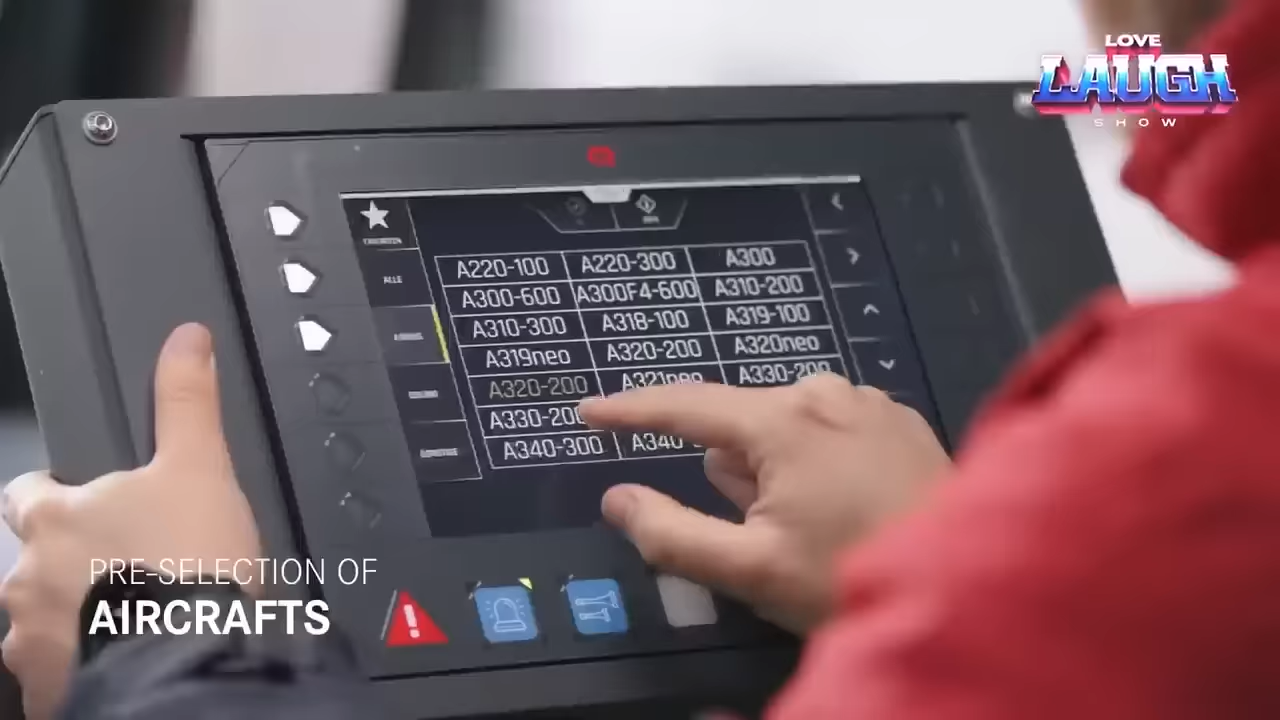 LOVE
LAUGH
SHOW
ALLE
A220-100 A220-300 A300
A300-600 A300F4-600 A310-200
A310-300 A318-100 A319-100
A319neo A320-200 A320neo
A320-200 A321neo A330-200
A330-200
A340-300 A340
PRE-SELECTION OF
AIRCRAFTS